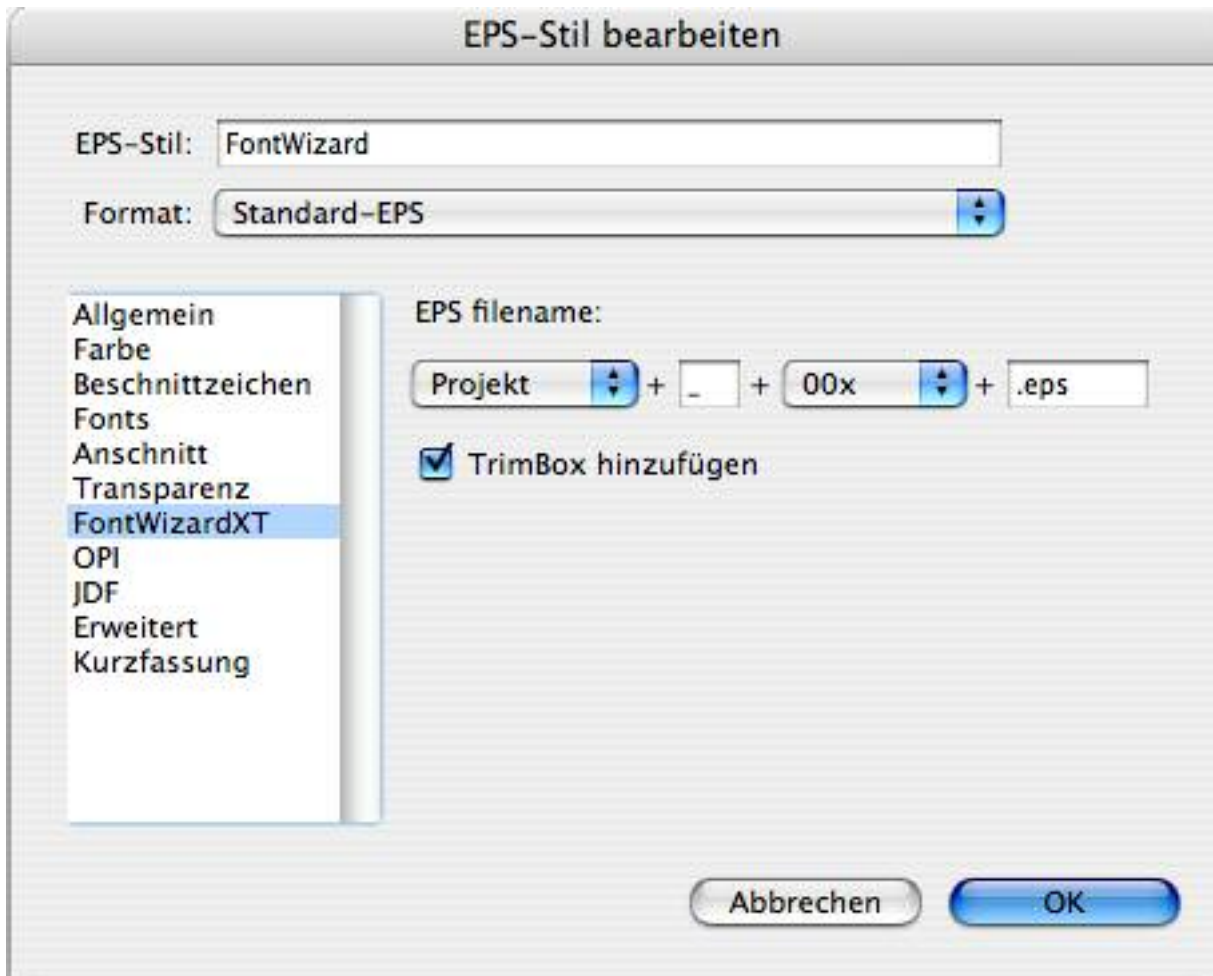 EPS-Stil bearbeiten
EPS-Stil: FontWizard
Format: Standard-EPS
Allgemein
Farbe
Beschnittzeichen
Fonts
Anschnitt
Transparenz
FontWizardXT
OPI
JDF
Erweitert
Kurzfassung
EPS filename:
Projekt + _ + 00x + .eps
TrimBox hinzufügen
Abbrechen OK